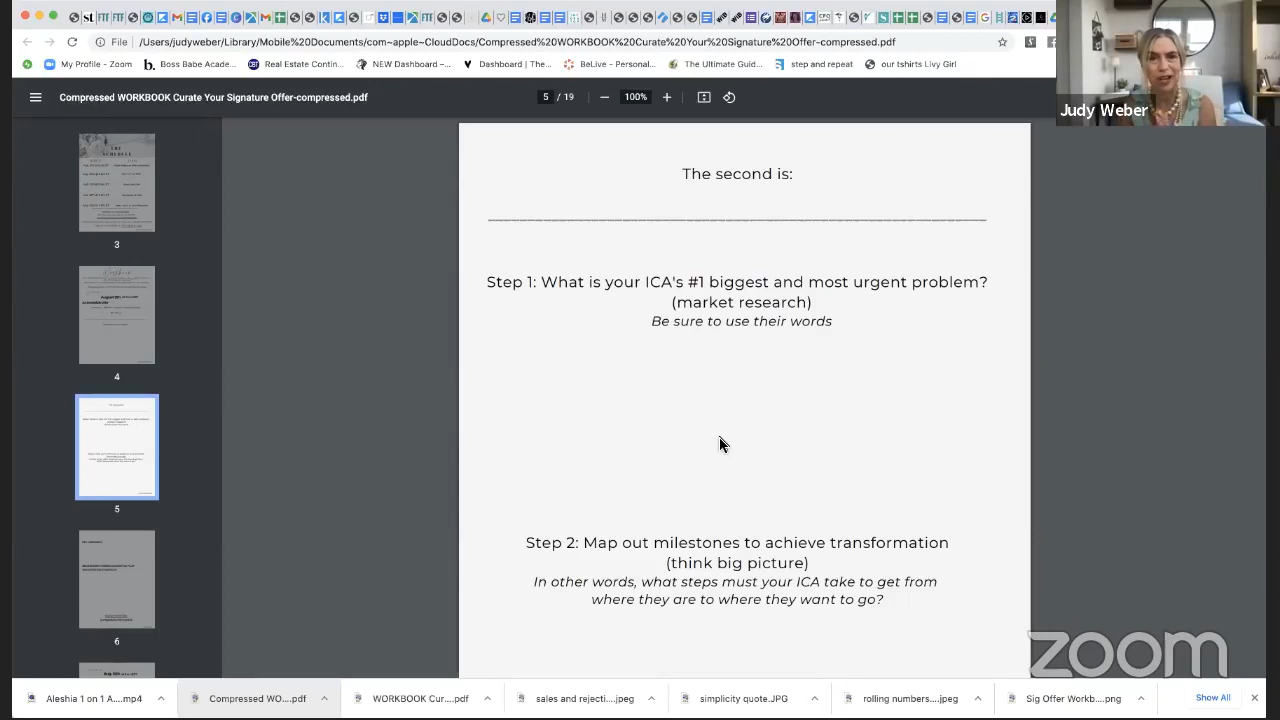 File
/Users/judyweber/Library/Mobile%20D
/com~apple~CloudDocs/Compressed%20WORKBOOK%20Curate%20Your%20Signature%20Offer-compressed.pdf
My Profile - Zoom
Boss Babe Acade...
Real Estate Comin...
NEW Dashboard –...
Dashboard | The...
BeLive - Personal...
The Ultimate Guid...
step and repeat
our tshirts Livy Girl
Judy Weber
Compressed WORKBOOK Curate Your Signature Offer-compressed.pdf
5 / 19
100%
3
4
5
6
The second is:
Step 1: What is your ICA's #1 biggest and most urgent problem?
(market research)
Be sure to use their words
Step 2: Map out milestones to achieve transformation
(think big picture)
In other words, what steps must your ICA take to get from
where they are to where they want to go?
zoom
Aleshia 1 on 1 A....mp4
Compressed WO....pdf
WORKBOOK Cur....pdf
sales and rejecti....jpeg
simplicity quote.JPG
rolling numbers....jpeg
Sig Offer Workb....png
Show All